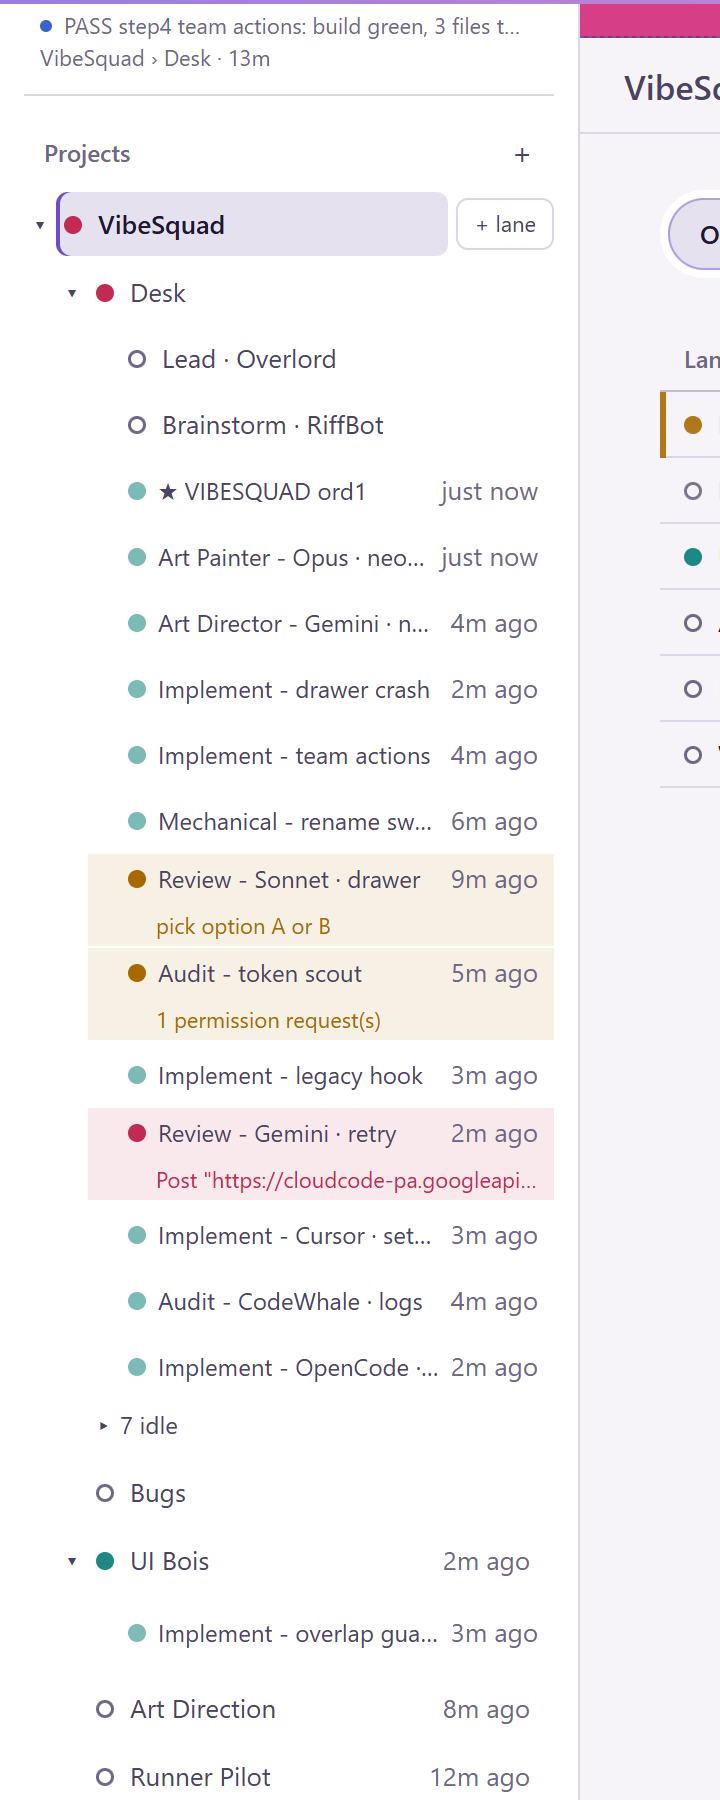 PASS step4 team actions: build green, 3 files t...
VibeSquad › Desk · 13m
Projects +
▾ VibeSquad + lane
▾ Desk
Lead · Overlord
Brainstorm · RiffBot
★ VIBESQUAD ord1 just now
Art Painter - Opus · neo... just now
Art Director - Gemini · n... 4m ago
Implement - drawer crash 2m ago
Implement - team actions 4m ago
Mechanical - rename sw... 6m ago
Review - Sonnet · drawer 9m ago
pick option A or B
Audit - token scout 5m ago
1 permission request(s)
Implement - legacy hook 3m ago
Review - Gemini · retry 2m ago
Post "https://cloudcode-pa.googleapi...
Implement - Cursor · set... 3m ago
Audit - CodeWhale · logs 4m ago
Implement - OpenCode ·... 2m ago
▸ 7 idle
Bugs
▾ UI Bois 2m ago
Implement - overlap gua... 3m ago
Art Direction 8m ago
Runner Pilot 12m ago
VibeSq
O
Lan